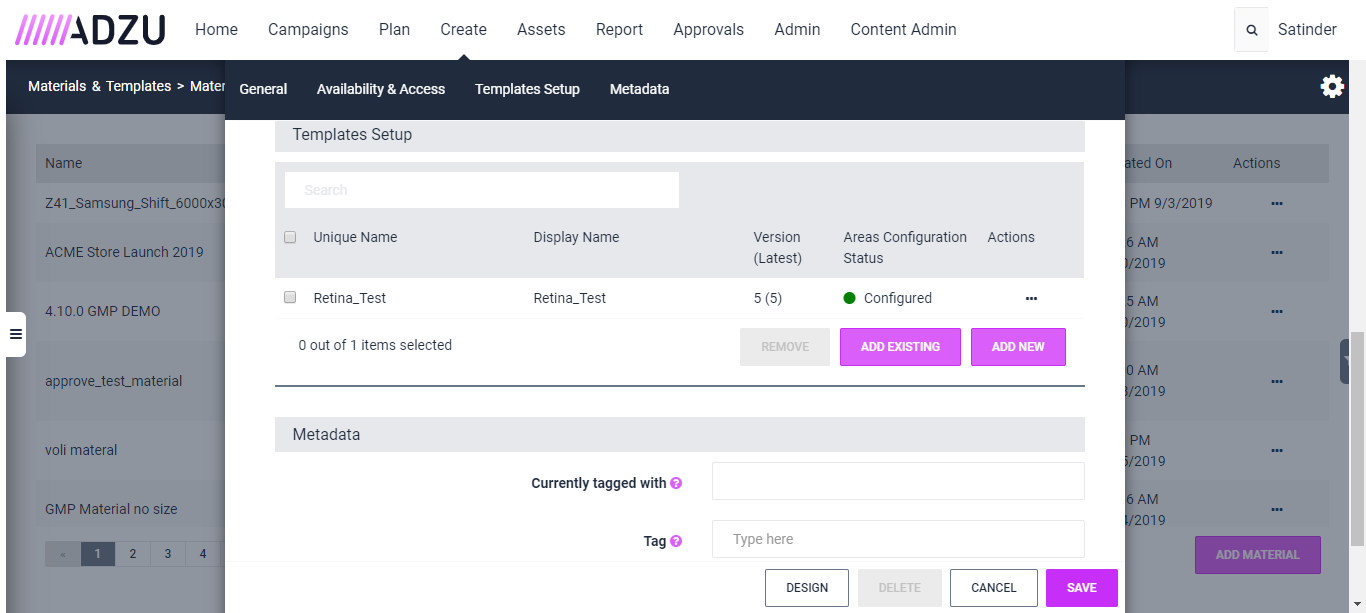 ADZU
Home Campaigns Plan Create Assets Report Approvals Admin Content Admin Satinder
Materials & Templates > Mater
General Availability & Access Templates Setup Metadata
Templates Setup
Search
Unique Name Display Name Version (Latest) Areas Configuration Status Actions
Retina_Test Retina_Test 5 (5) Configured ...
0 out of 1 items selected REMOVE ADD EXISTING ADD NEW
Metadata
Currently tagged with ?
Tag ? Type here
DESIGN DELETE CANCEL SAVE
Name
Z41_Samsung_Shift_6000x30
ACME Store Launch 2019
4.10.0 GMP DEMO
approve_test_material
voli materal
GMP Material no size
« 1 2 3 4
ated On Actions
PM 9/3/2019 ...
6 AM
/2019 ...
5 AM
/2019 ...
0 AM
/2019 ...
PM
5/2019 ...
6 AM
4/2019 ...
ADD MATERIAL